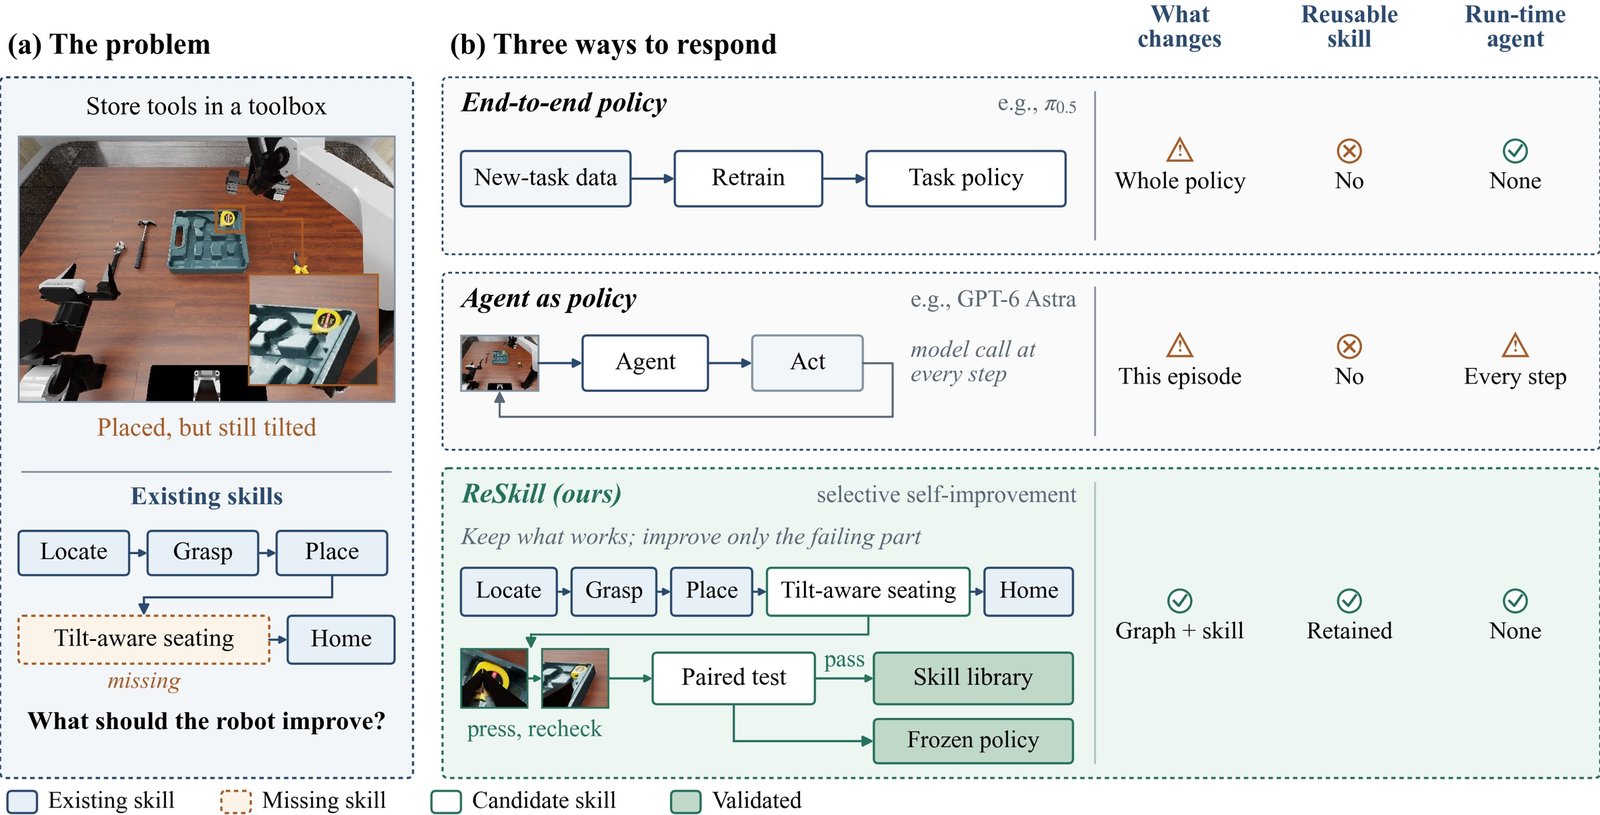 (a) The problem
Store tools in a toolbox
Placed, but still tilted
Existing skills
Locate
Grasp
Place
Tilt-aware seating
Home
missing
What should the robot improve?
(b) Three ways to respond
What changes
Reusable skill
Run-time agent
End-to-end policy
e.g., π0.5
New-task data
Retrain
Task policy
Whole policy
No
None
Agent as policy
e.g., GPT-6 Astra
Agent
Act
model call at
every step
This episode
No
Every step
ReSkill (ours)
selective self-improvement
Keep what works; improve only the failing part
Locate
Grasp
Place
Tilt-aware seating
Home
press, recheck
Paired test
pass
Skill library
Frozen policy
Graph + skill
Retained
None
Existing skill
Missing skill
Candidate skill
Validated